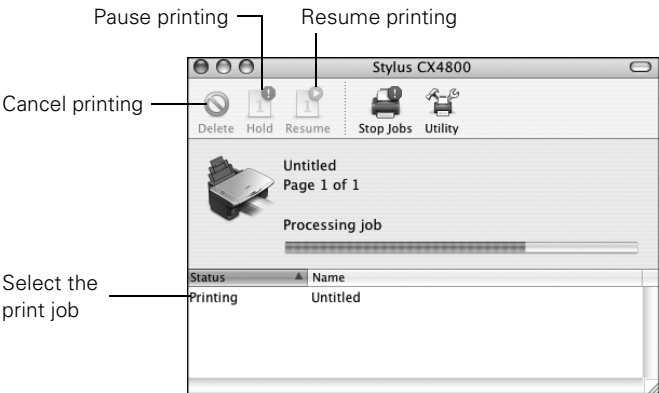 Pause printing
Resume printing
Stylus CX4800
Cancel printing
Delete
Hold
Resume
Stop Jobs
Utility
Untitled
Page 1 of 1
Processing job
Select the
print job
Status
Name
Printing
Untitled